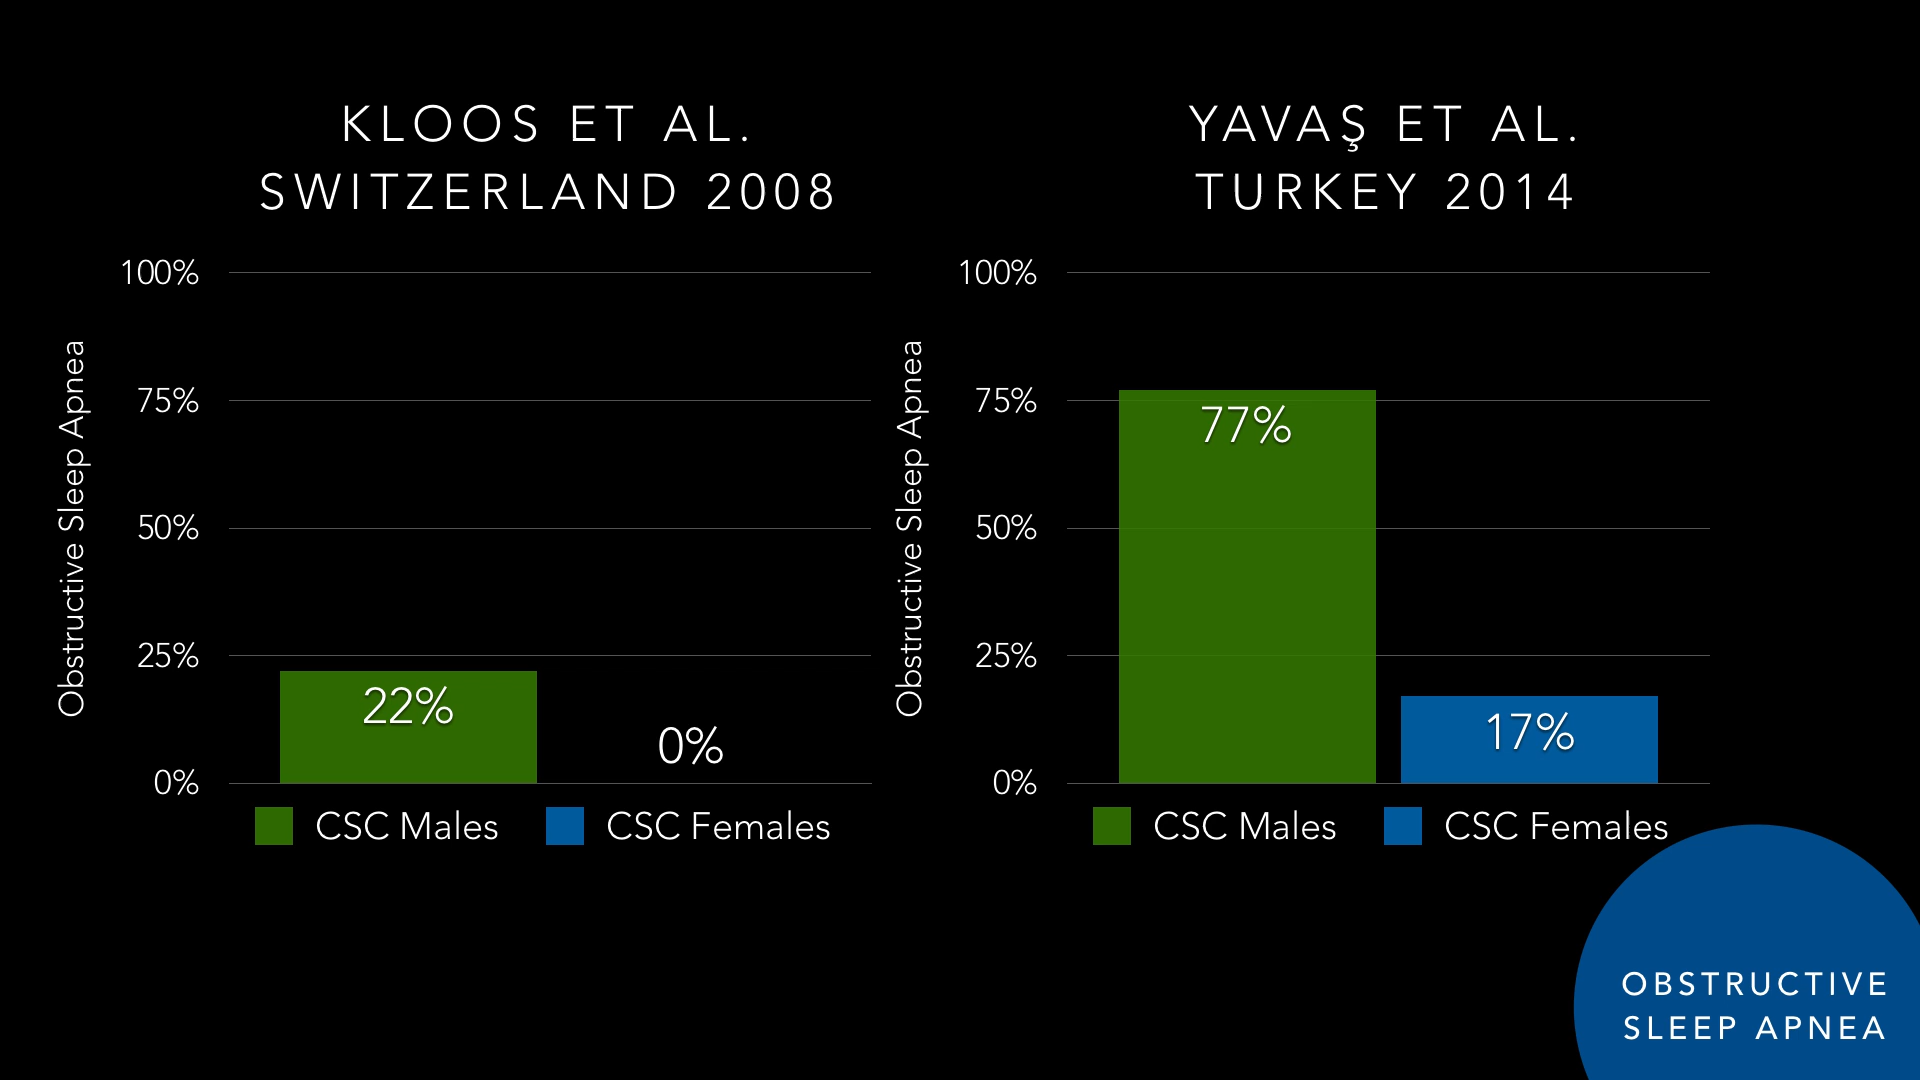 KLOOS ET AL.
SWITZERLAND 2008
100%
75%
50%
25%
0%
Obstructive Sleep Apnea
22%
0%
CSC Males
CSC Females
YAVAŞ ET AL.
TURKEY 2014
100%
75%
50%
25%
0%
Obstructive Sleep Apnea
77%
17%
CSC Males
CSC Females
OBSTRUCTIVE
SLEEP APNEA